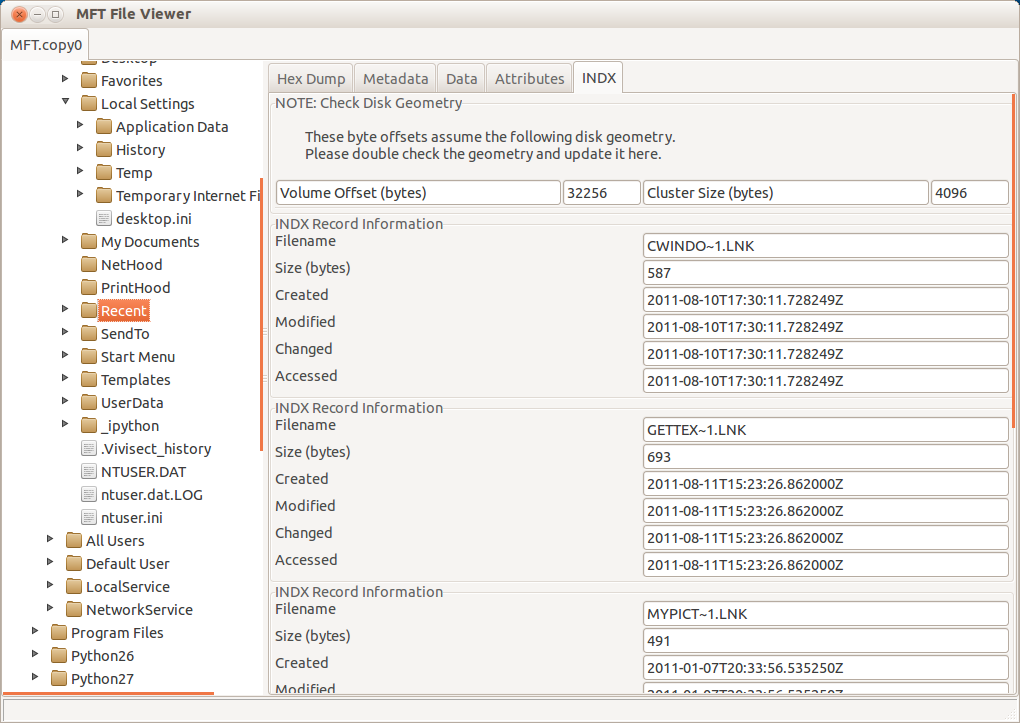 MFT File Viewer
MFT.copy0
Desktop
Favorites
Local Settings
Application Data
History
Temp
Temporary Internet Fi
desktop.ini
My Documents
NetHood
PrintHood
Recent
SendTo
Start Menu
Templates
UserData
_ipython
.Vivisect_history
NTUSER.DAT
ntuser.dat.LOG
ntuser.ini
All Users
Default User
LocalService
NetworkService
Program Files
Python26
Python27
Hex Dump Metadata Data Attributes INDX
NOTE: Check Disk Geometry
These byte offsets assume the following disk geometry.
Please double check the geometry and update it here.
Volume Offset (bytes) 32256 Cluster Size (bytes) 4096
INDX Record Information
Filename CWINDO~1.LNK
Size (bytes) 587
Created 2011-08-10T17:30:11.728249Z
Modified 2011-08-10T17:30:11.728249Z
Changed 2011-08-10T17:30:11.728249Z
Accessed 2011-08-10T17:30:11.728249Z
INDX Record Information
Filename GETTEX~1.LNK
Size (bytes) 693
Created 2011-08-11T15:23:26.862000Z
Modified 2011-08-11T15:23:26.862000Z
Changed 2011-08-11T15:23:26.862000Z
Accessed 2011-08-11T15:23:26.862000Z
INDX Record Information
Filename MYPICT~1.LNK
Size (bytes) 491
Created 2011-01-07T20:33:56.535250Z
Modified 2011-01-07T20:33:56.535250Z